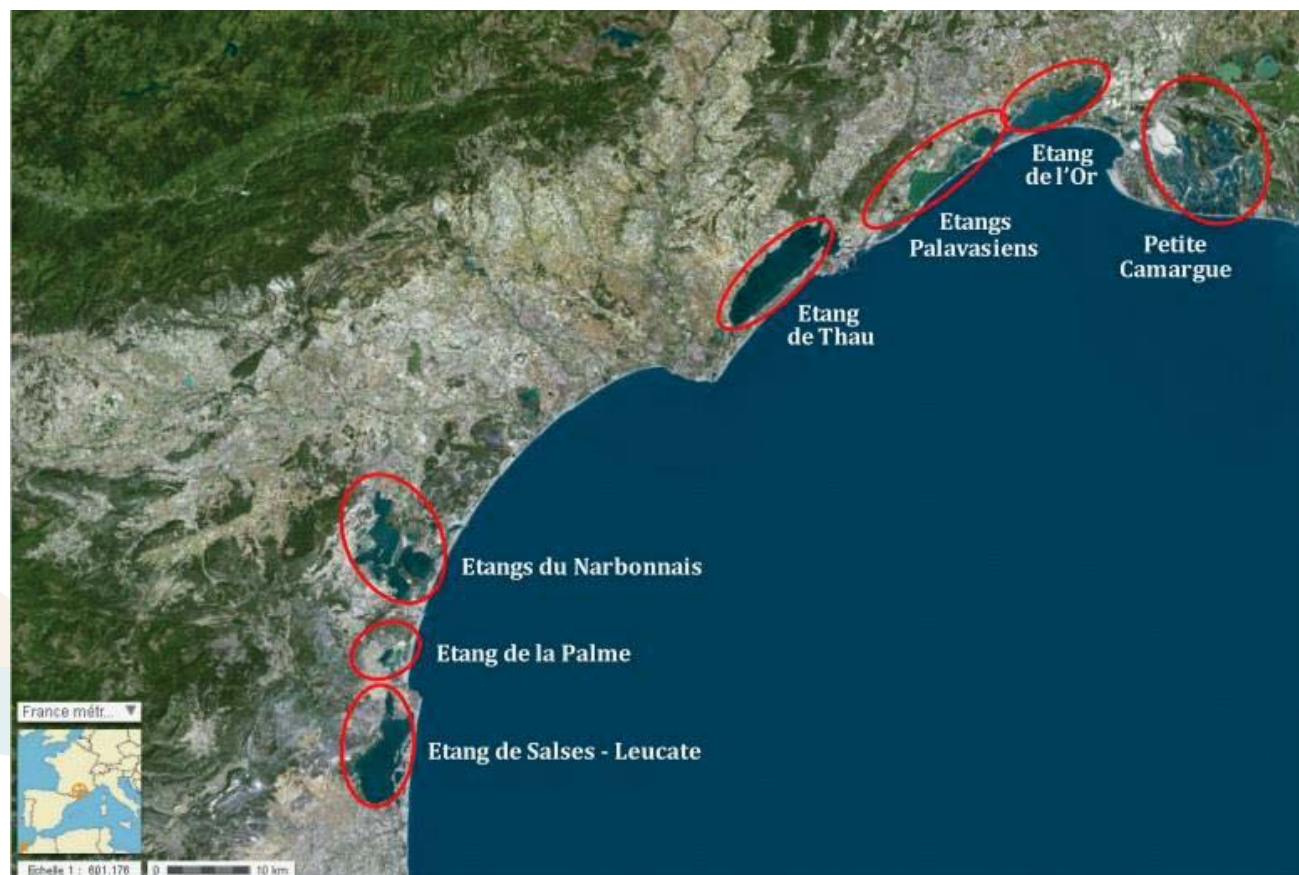 Etang
de l'Or
Etangs
Palavasiens
Petite
Camargue
Etang
de Thau
Etangs du Narbonnais
Etang de la Palme
Etang de Salses - Leucate
France métr...
Echelle 1 : 601.176
0 10 km